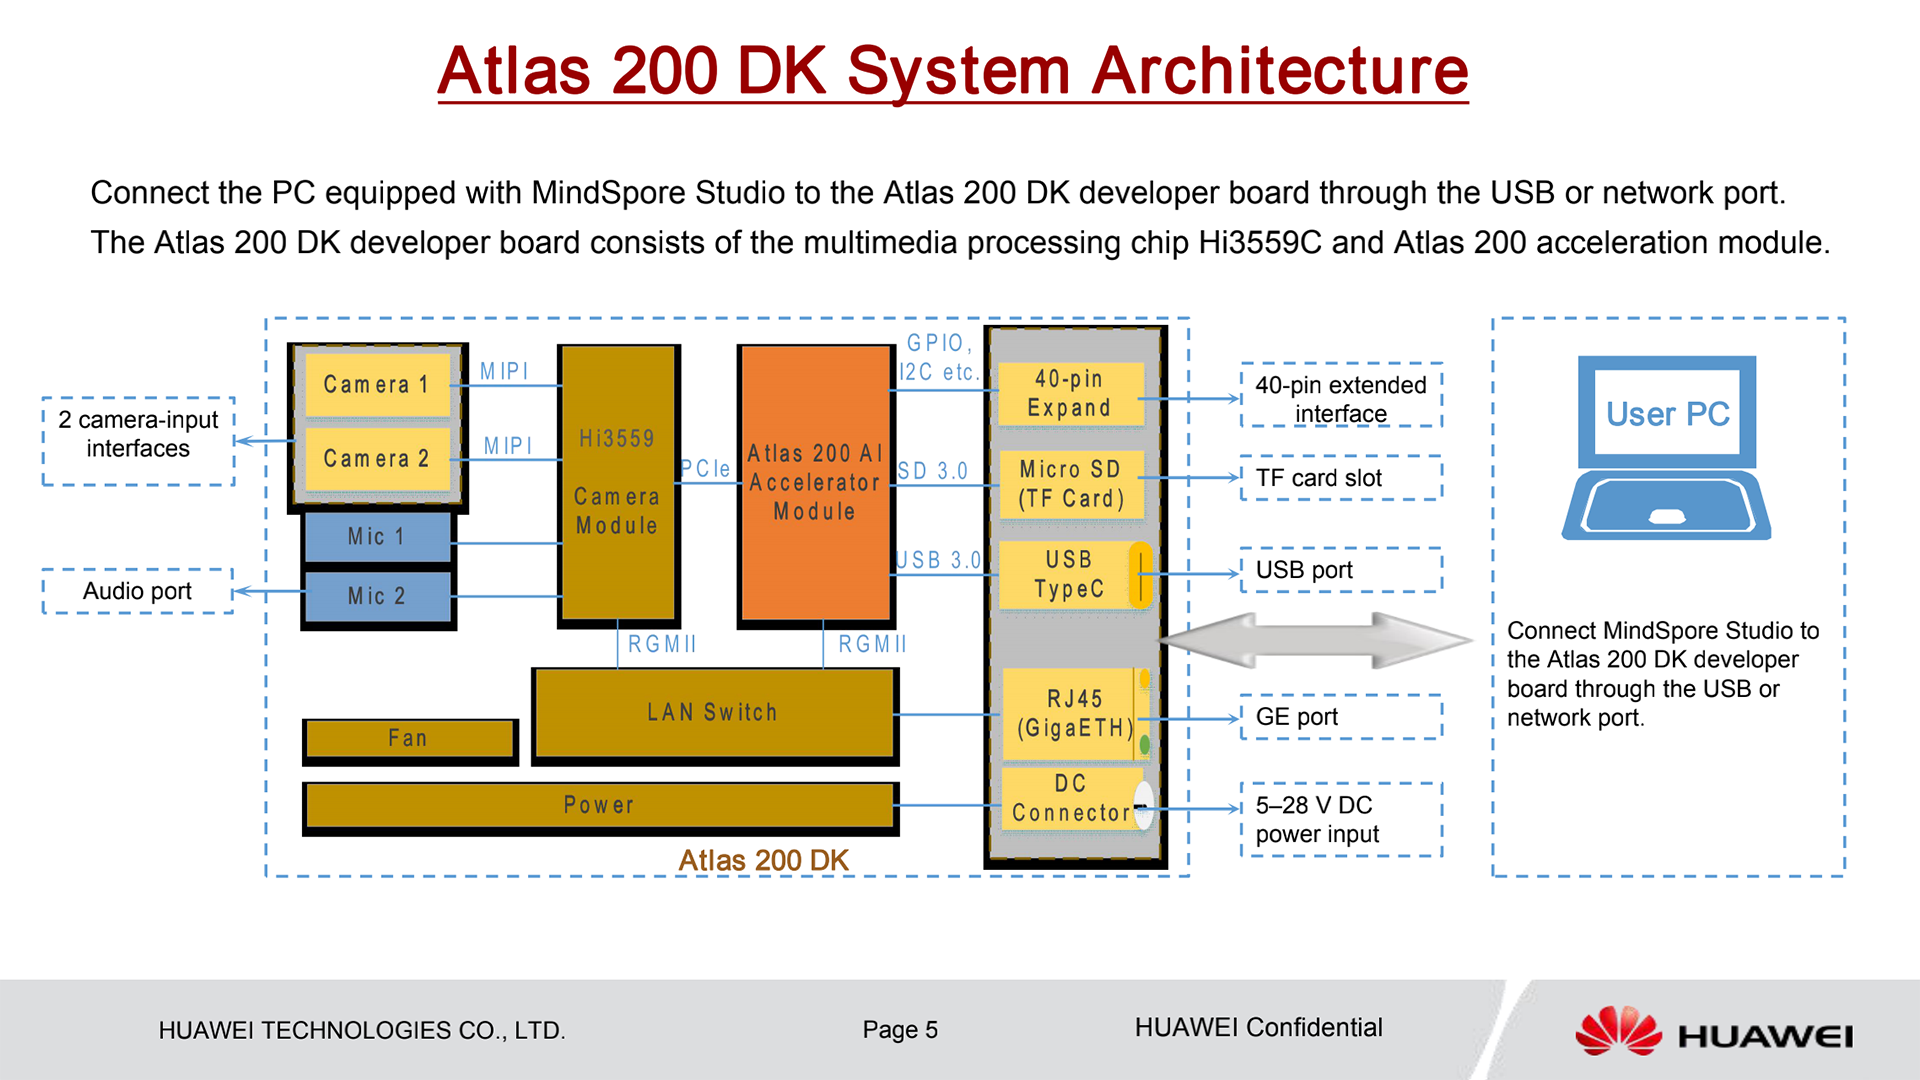 Atlas 200 DK System Architecture
Connect the PC equipped with MindSpore Studio to the Atlas 200 DK developer board through the USB or network port.
The Atlas 200 DK developer board consists of the multimedia processing chip Hi3559C and Atlas 200 acceleration module.
2 camera-input
interfaces
Audio port
Camera 1
Camera 2
Mic 1
Mic 2
MIPI
MIPI
Hi3559
Camera
Module
PCIe
Atlas 200 AI
Accelerator
Module
GPIO,
I2C etc.
SD 3.0
USB 3.0
RGMII
RGMII
LAN Switch
Fan
Power
Atlas 200 DK
40-pin
Expand
Micro SD
(TF Card)
USB
TypeC
RJ45
(GigaETH)
DC
Connector
40-pin extended
interface
TF card slot
USB port
GE port
5–28 V DC
power input
User PC
Connect MindSpore Studio to
the Atlas 200 DK developer
board through the USB or
network port.
HUAWEI TECHNOLOGIES CO., LTD.
Page 5
HUAWEI Confidential
HUAWEI